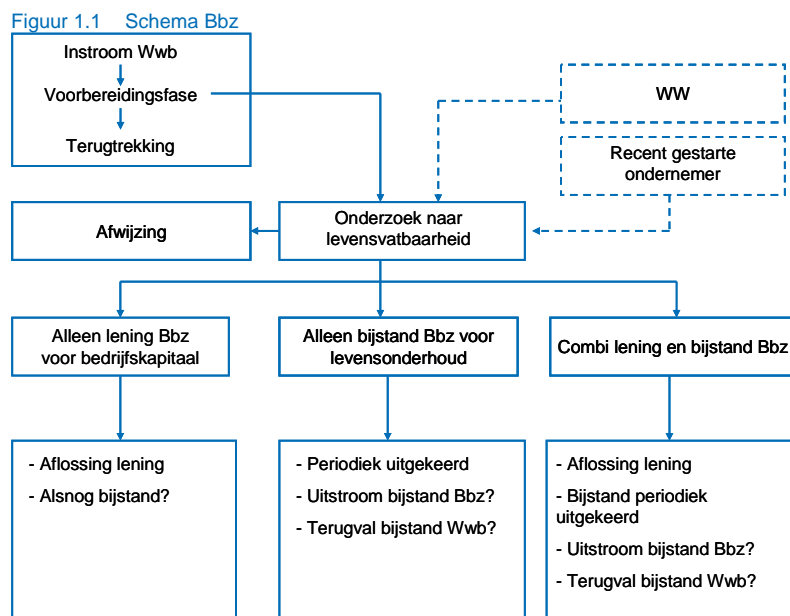 Figuur 1.1 Schema Bbz
Instroom Wwb
Voorbereidingsfase
Terugtrekking
WW
Recent gestarte
ondernemer
Afwijzing
Onderzoek naar
levensvatbaarheid
Alleen lening Bbz
voor bedrijfskapitaal
Alleen bijstand Bbz voor
levensonderhoud
Combi lening en bijstand Bbz
- Aflossing lening
- Alsnog bijstand?
- Periodiek uitgekeerd
- Uitstroom bijstand Bbz?
- Terugval bijstand Wwb?
- Aflossing lening
- Bijstand periodiek
uitgekeerd
- Uitstroom bijstand Bbz?
- Terugval bijstand Wwb?